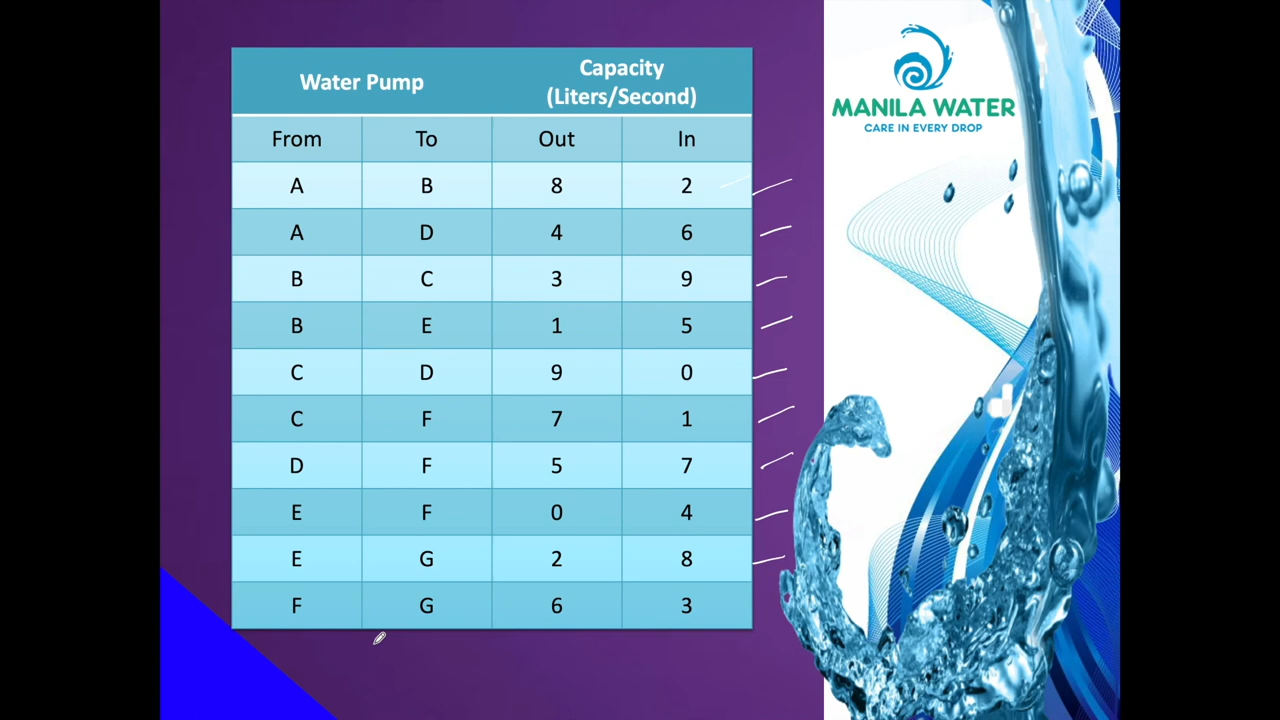 Water Pump Capacity (Liters/Second)
From To Out In
A B 8 2
A D 4 6
B C 3 9
B E 1 5
C D 9 0
C F 7 1
D F 5 7
E F 0 4
E G 2 8
F G 6 3
MANILA WATER
CARE IN EVERY DROP